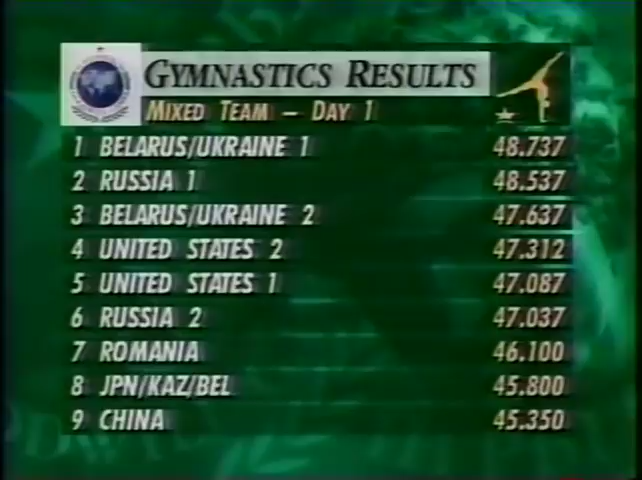 GYMNASTICS RESULTS
MIXED TEAM – DAY 1
1 BELARUS/UKRAINE 1 48.737
2 RUSSIA 1 48.537
3 BELARUS/UKRAINE 2 47.637
4 UNITED STATES 2 47.312
5 UNITED STATES 1 47.087
6 RUSSIA 2 47.037
7 ROMANIA 46.100
8 JPN/KAZ/BEL 45.800
9 CHINA 45.350